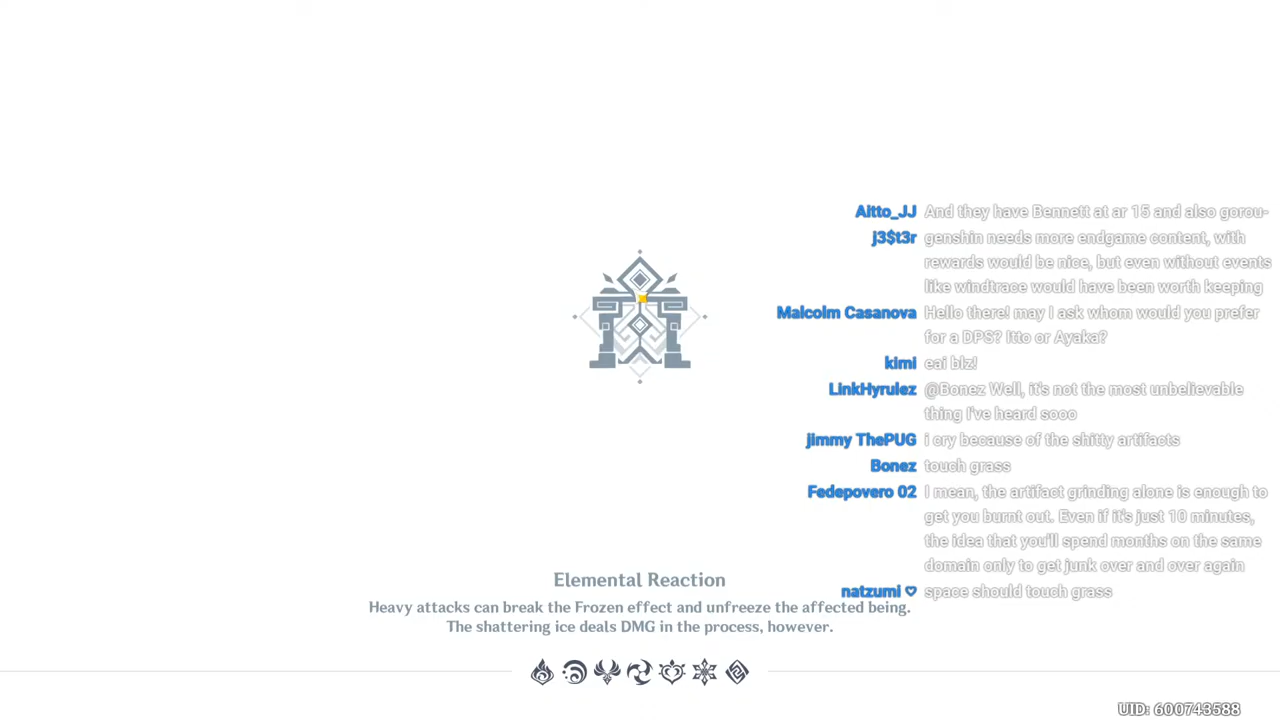 Aitto_JJ And they have Bennett at ar 15 and also gorou-
j3$t3r genshin needs more endgame content, with
rewards would be nice, but even without events
like windtrace would have been worth keeping
Malcolm Casanova Hello there! may I ask whom would you prefer
for a DPS? Itto or Ayaka?
kimi eai blz!
LinkHyrulez @Bonez Well, it's not the most unbelievable
thing I've heard sooo
jimmy ThePUG i cry because of the shitty artifacts
Bonez touch grass
Fedepovero 02 I mean, the artifact grinding alone is enough to
get you burnt out. Even if it's just 10 minutes,
the idea that you'll spend months on the same
domain only to get junk over and over again
natzumi ♡ space should touch grass
Elemental Reaction
Heavy attacks can break the Frozen effect and unfreeze the affected being.
The shattering ice deals DMG in the process, however.
UID: 600743588